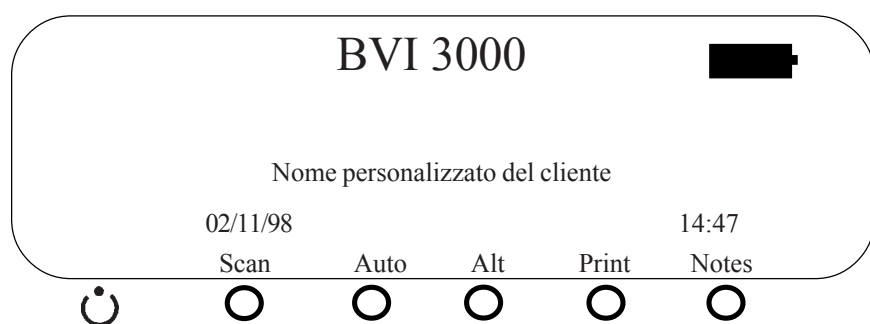 BVI 3000
Nome personalizzato del cliente
02/11/98 14:47
Scan Auto Alt Print Notes